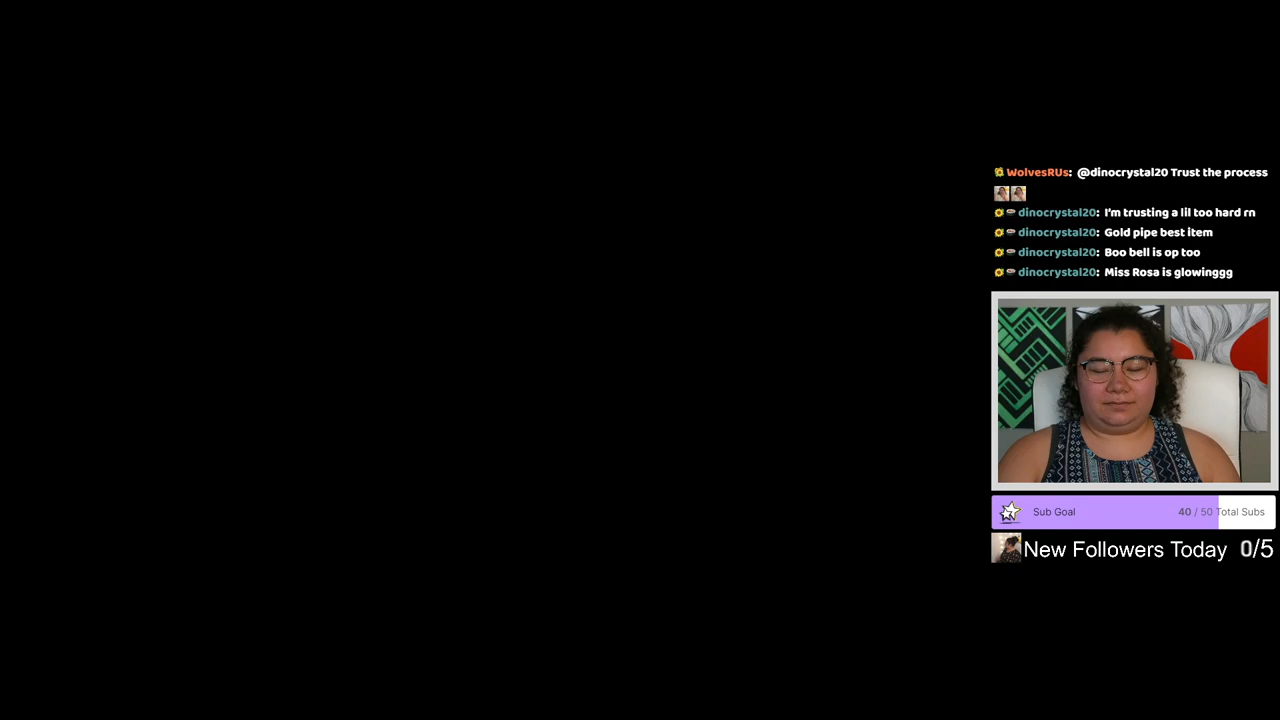 WolvesRUs: @dinocrystal20 Trust the process
dinocrystal20: I'm trusting a lil too hard rn
dinocrystal20: Gold pipe best item
dinocrystal20: Boo bell is op too
dinocrystal20: Miss Rosa is glowinggg
Sub Goal 40 / 50 Total Subs
New Followers Today 0/5